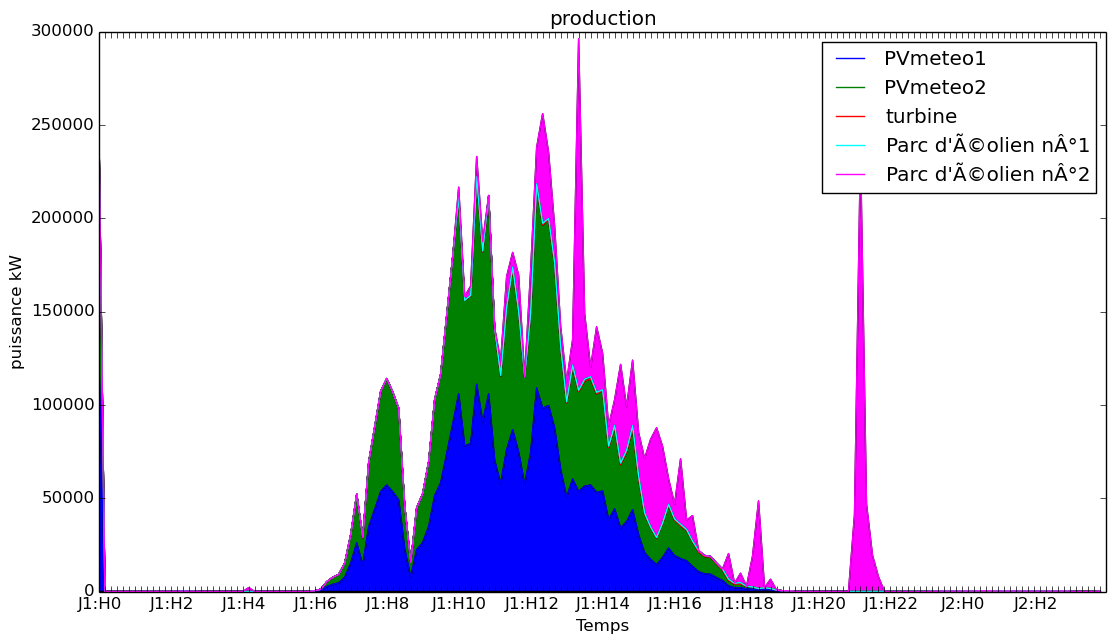 production
300000
250000
200000
150000
100000
50000
0
puissance kW
PVmeteo1
PVmeteo2
turbine
Parc d'Ã©olien nÂ°1
Parc d'Ã©olien nÂ°2
J1:H0 J1:H2 J1:H4 J1:H6 J1:H8 J1:H10 J1:H12 J1:H14 J1:H16 J1:H18 J1:H20 J1:H22 J2:H0 J2:H2
Temps